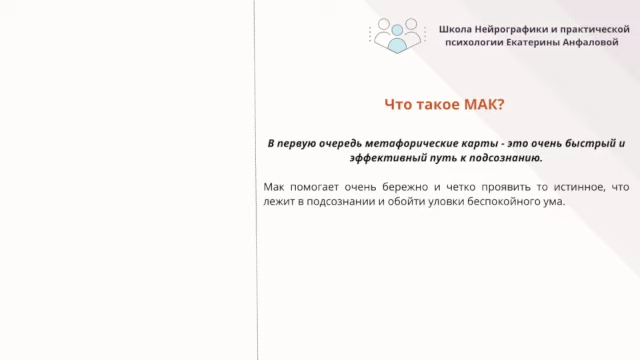 Школа Нейрографики и практической
психологии Екатерины Анфаловой
Что такое МАК?
В первую очередь метафорические карты - это очень быстрый и
эффективный путь к подсознанию.
Мак помогает очень бережно и четко проявить то истинное, что
лежит в подсознании и обойти уловки беспокойного ума.